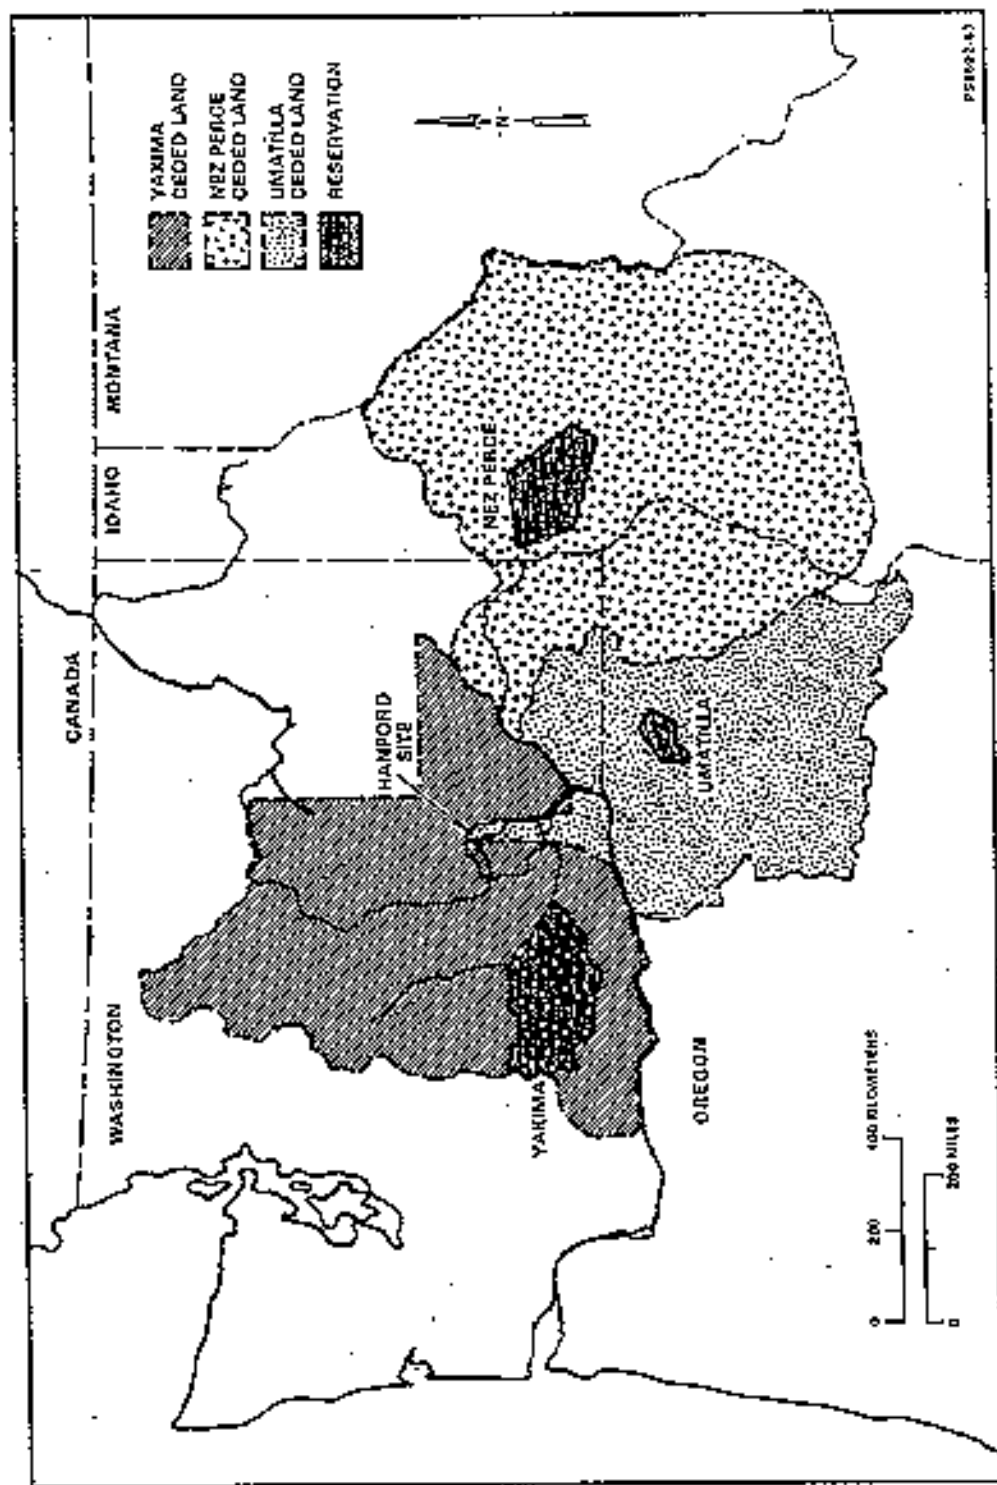 CANADA
WASHINGTON
IDAHO
MONTANA
YAKIMA
CEDED LAND
NEZ PERCE
CEDED LAND
UMATILLA
CEDED LAND
RESERVATION
N
HANFORD
SITE
NEZ PERCE
YAKIMA
UMATILLA
OREGON
0 200 400 KILOMETERS
0 200 MILES